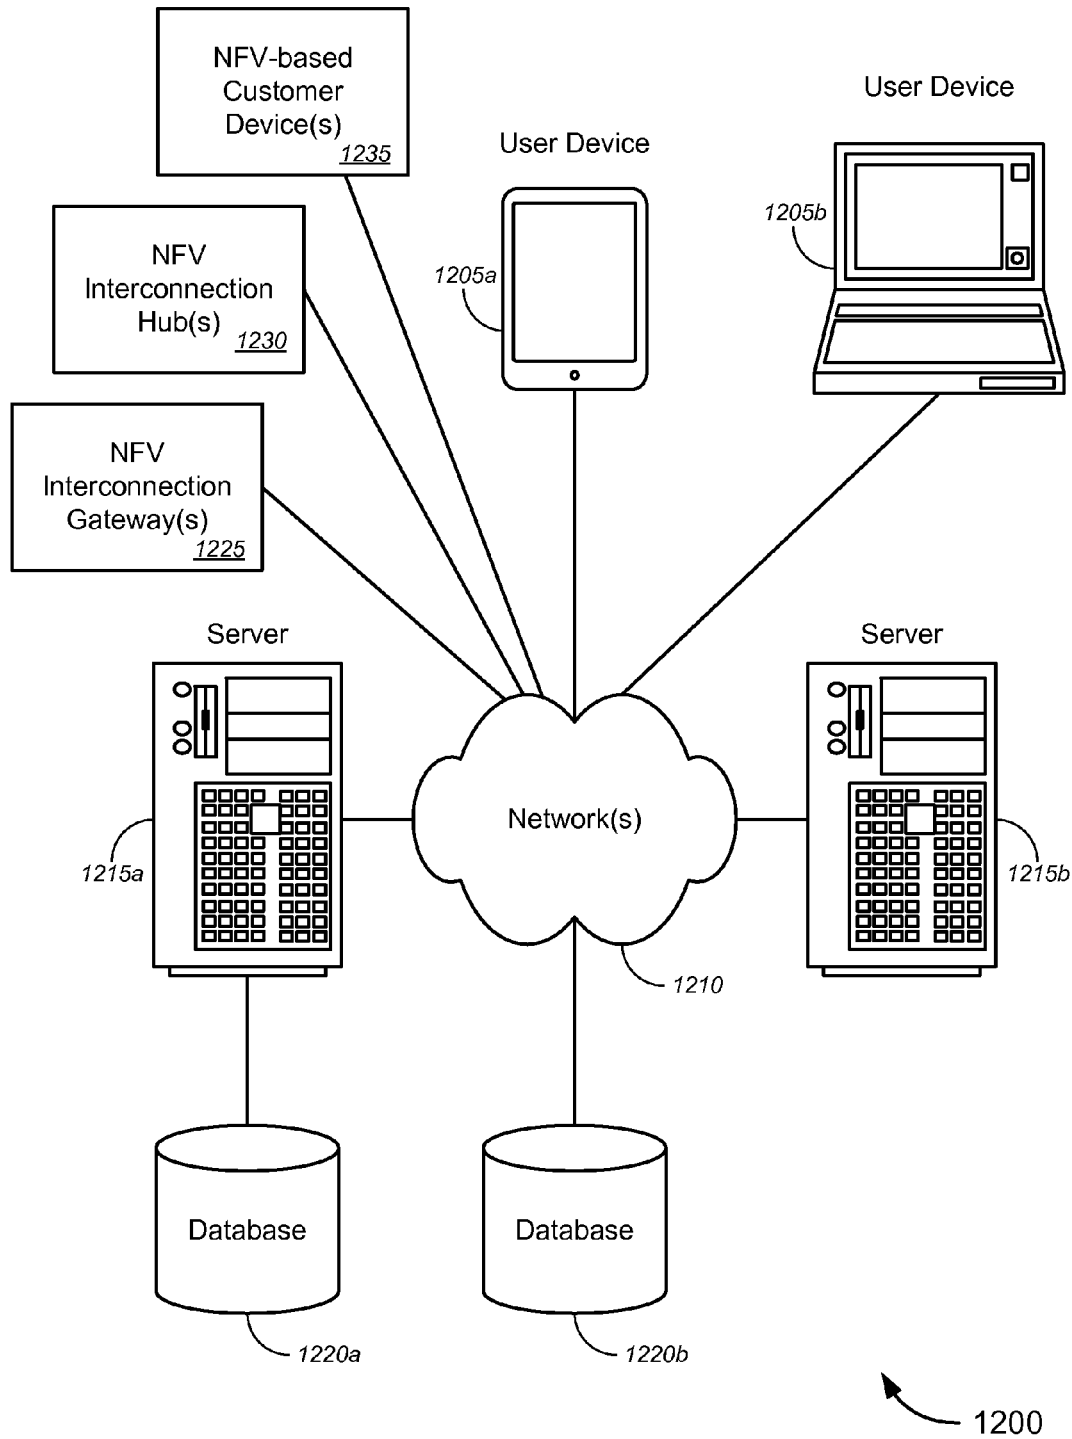 NFV-based
Customer
Device(s)
1235
User Device
User Device
NFV
Interconnection
Hub(s)
1230
1205a
1205b
NFV
Interconnection
Gateway(s)
1225
Server
Server
Network(s)
1215a
1215b
1210
Database
Database
1220a
1220b
1200